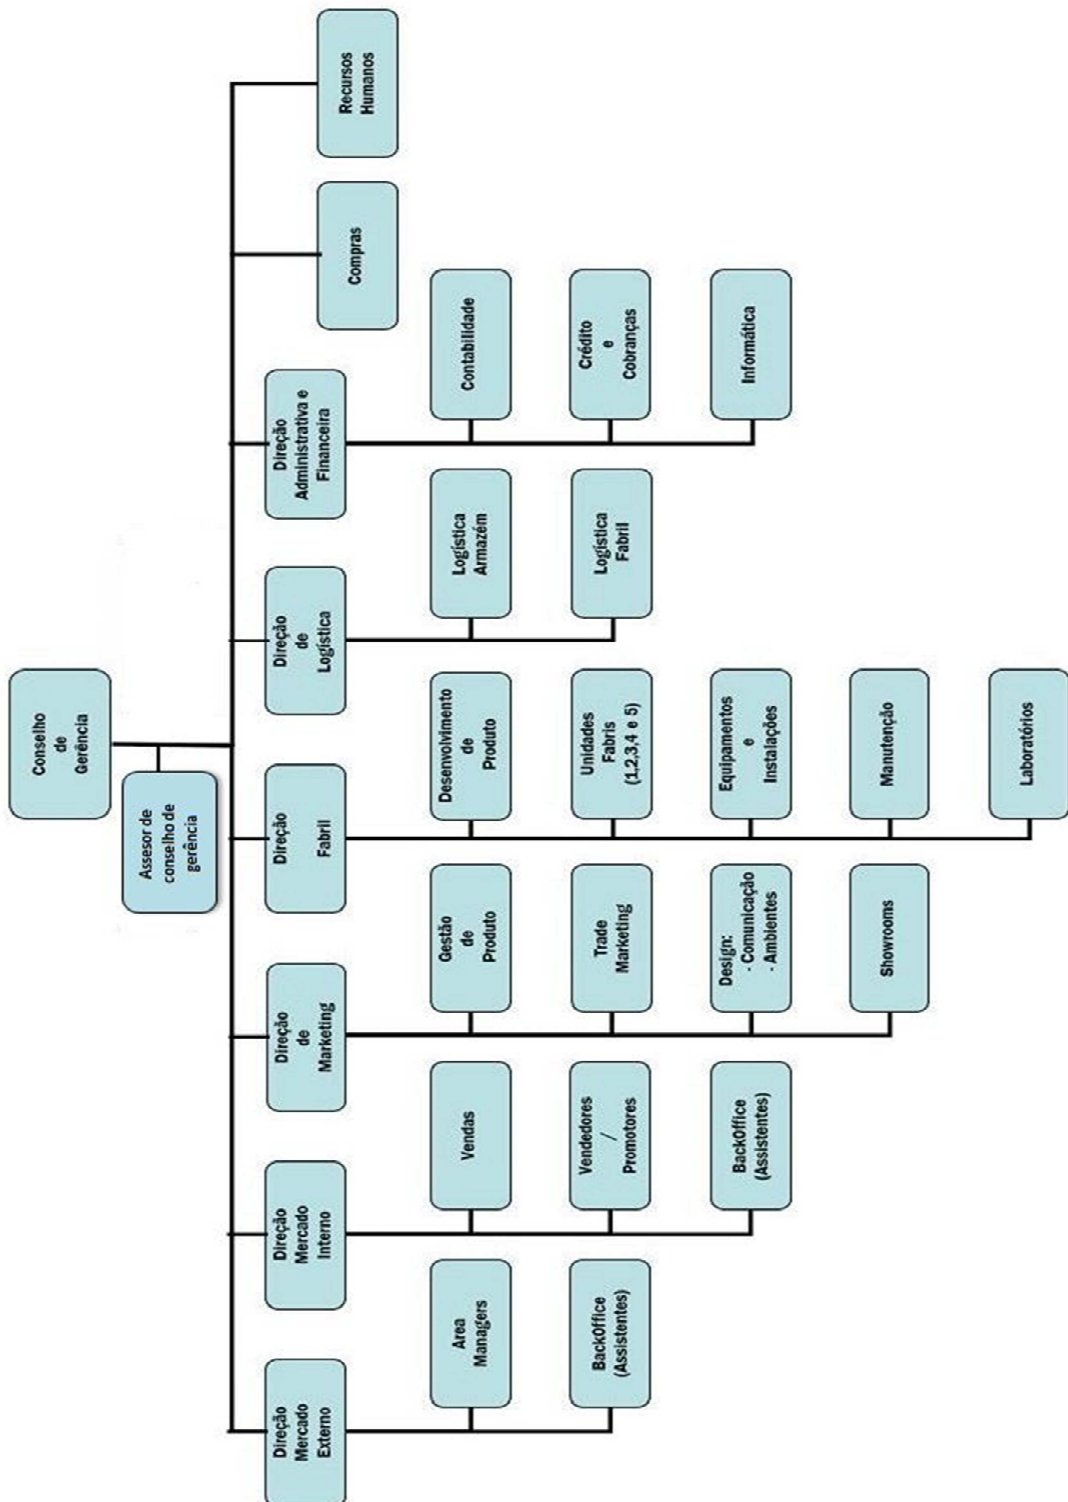 Conselho
de
Gerência
Assesor de
conselho de
gerência
Direção
Mercado
Externo
Direção
Mercado
Interno
Direção
de
Marketing
Direção
Fabril
Direção
de
Logística
Direção
Administrativa e
Financeira
Compras
Recursos
Humanos
Area
Managers
BackOffice
(Assistentes)
Vendas
Vendedores
/
Promotores
BackOffice
(Assistentes)
Gestão
de
Produto
Trade
Marketing
Design:
- Comunicação
- Ambientes
Showrooms
Desenvolvimento
de
Produto
Unidades
Fabris
(1,2,3,4 e 5)
Equipamentos
e
Instalações
Manutenção
Laboratórios
Logística
Armazém
Logística
Fabril
Contabilidade
Crédito
e
Cobranças
Informática